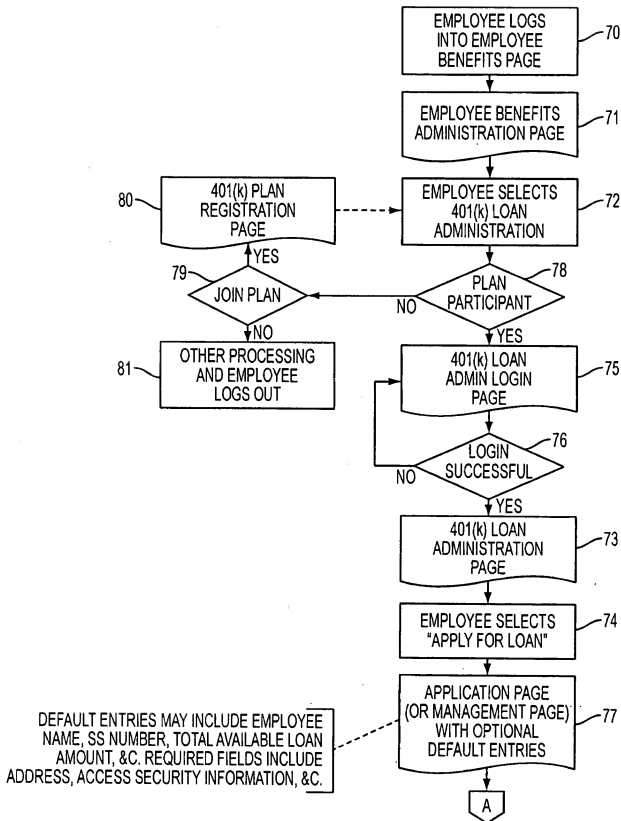 EMPLOYEE LOGS
INTO EMPLOYEE
BENEFITS PAGE
70
EMPLOYEE BENEFITS
ADMINISTRATION PAGE
71
80
401(k) PLAN
REGISTRATION
PAGE
EMPLOYEE SELECTS
401(k) LOAN
ADMINISTRATION
72
YES
79
JOIN PLAN
NO
78
PLAN
PARTICIPANT
NO
YES
81
OTHER PROCESSING
AND EMPLOYEE
LOGS OUT
401(k) LOAN
ADMIN LOGIN
PAGE
75
76
LOGIN
SUCCESSFUL
NO
YES
401(k) LOAN
ADMINISTRATION
PAGE
73
EMPLOYEE SELECTS
"APPLY FOR LOAN"
74
APPLICATION PAGE
(OR MANAGEMENT PAGE)
WITH OPTIONAL
DEFAULT ENTRIES
77
DEFAULT ENTRIES MAY INCLUDE EMPLOYEE
NAME, SS NUMBER, TOTAL AVAILABLE LOAN
AMOUNT, &C. REQUIRED FIELDS INCLUDE
ADDRESS, ACCESS SECURITY INFORMATION, &C.
A